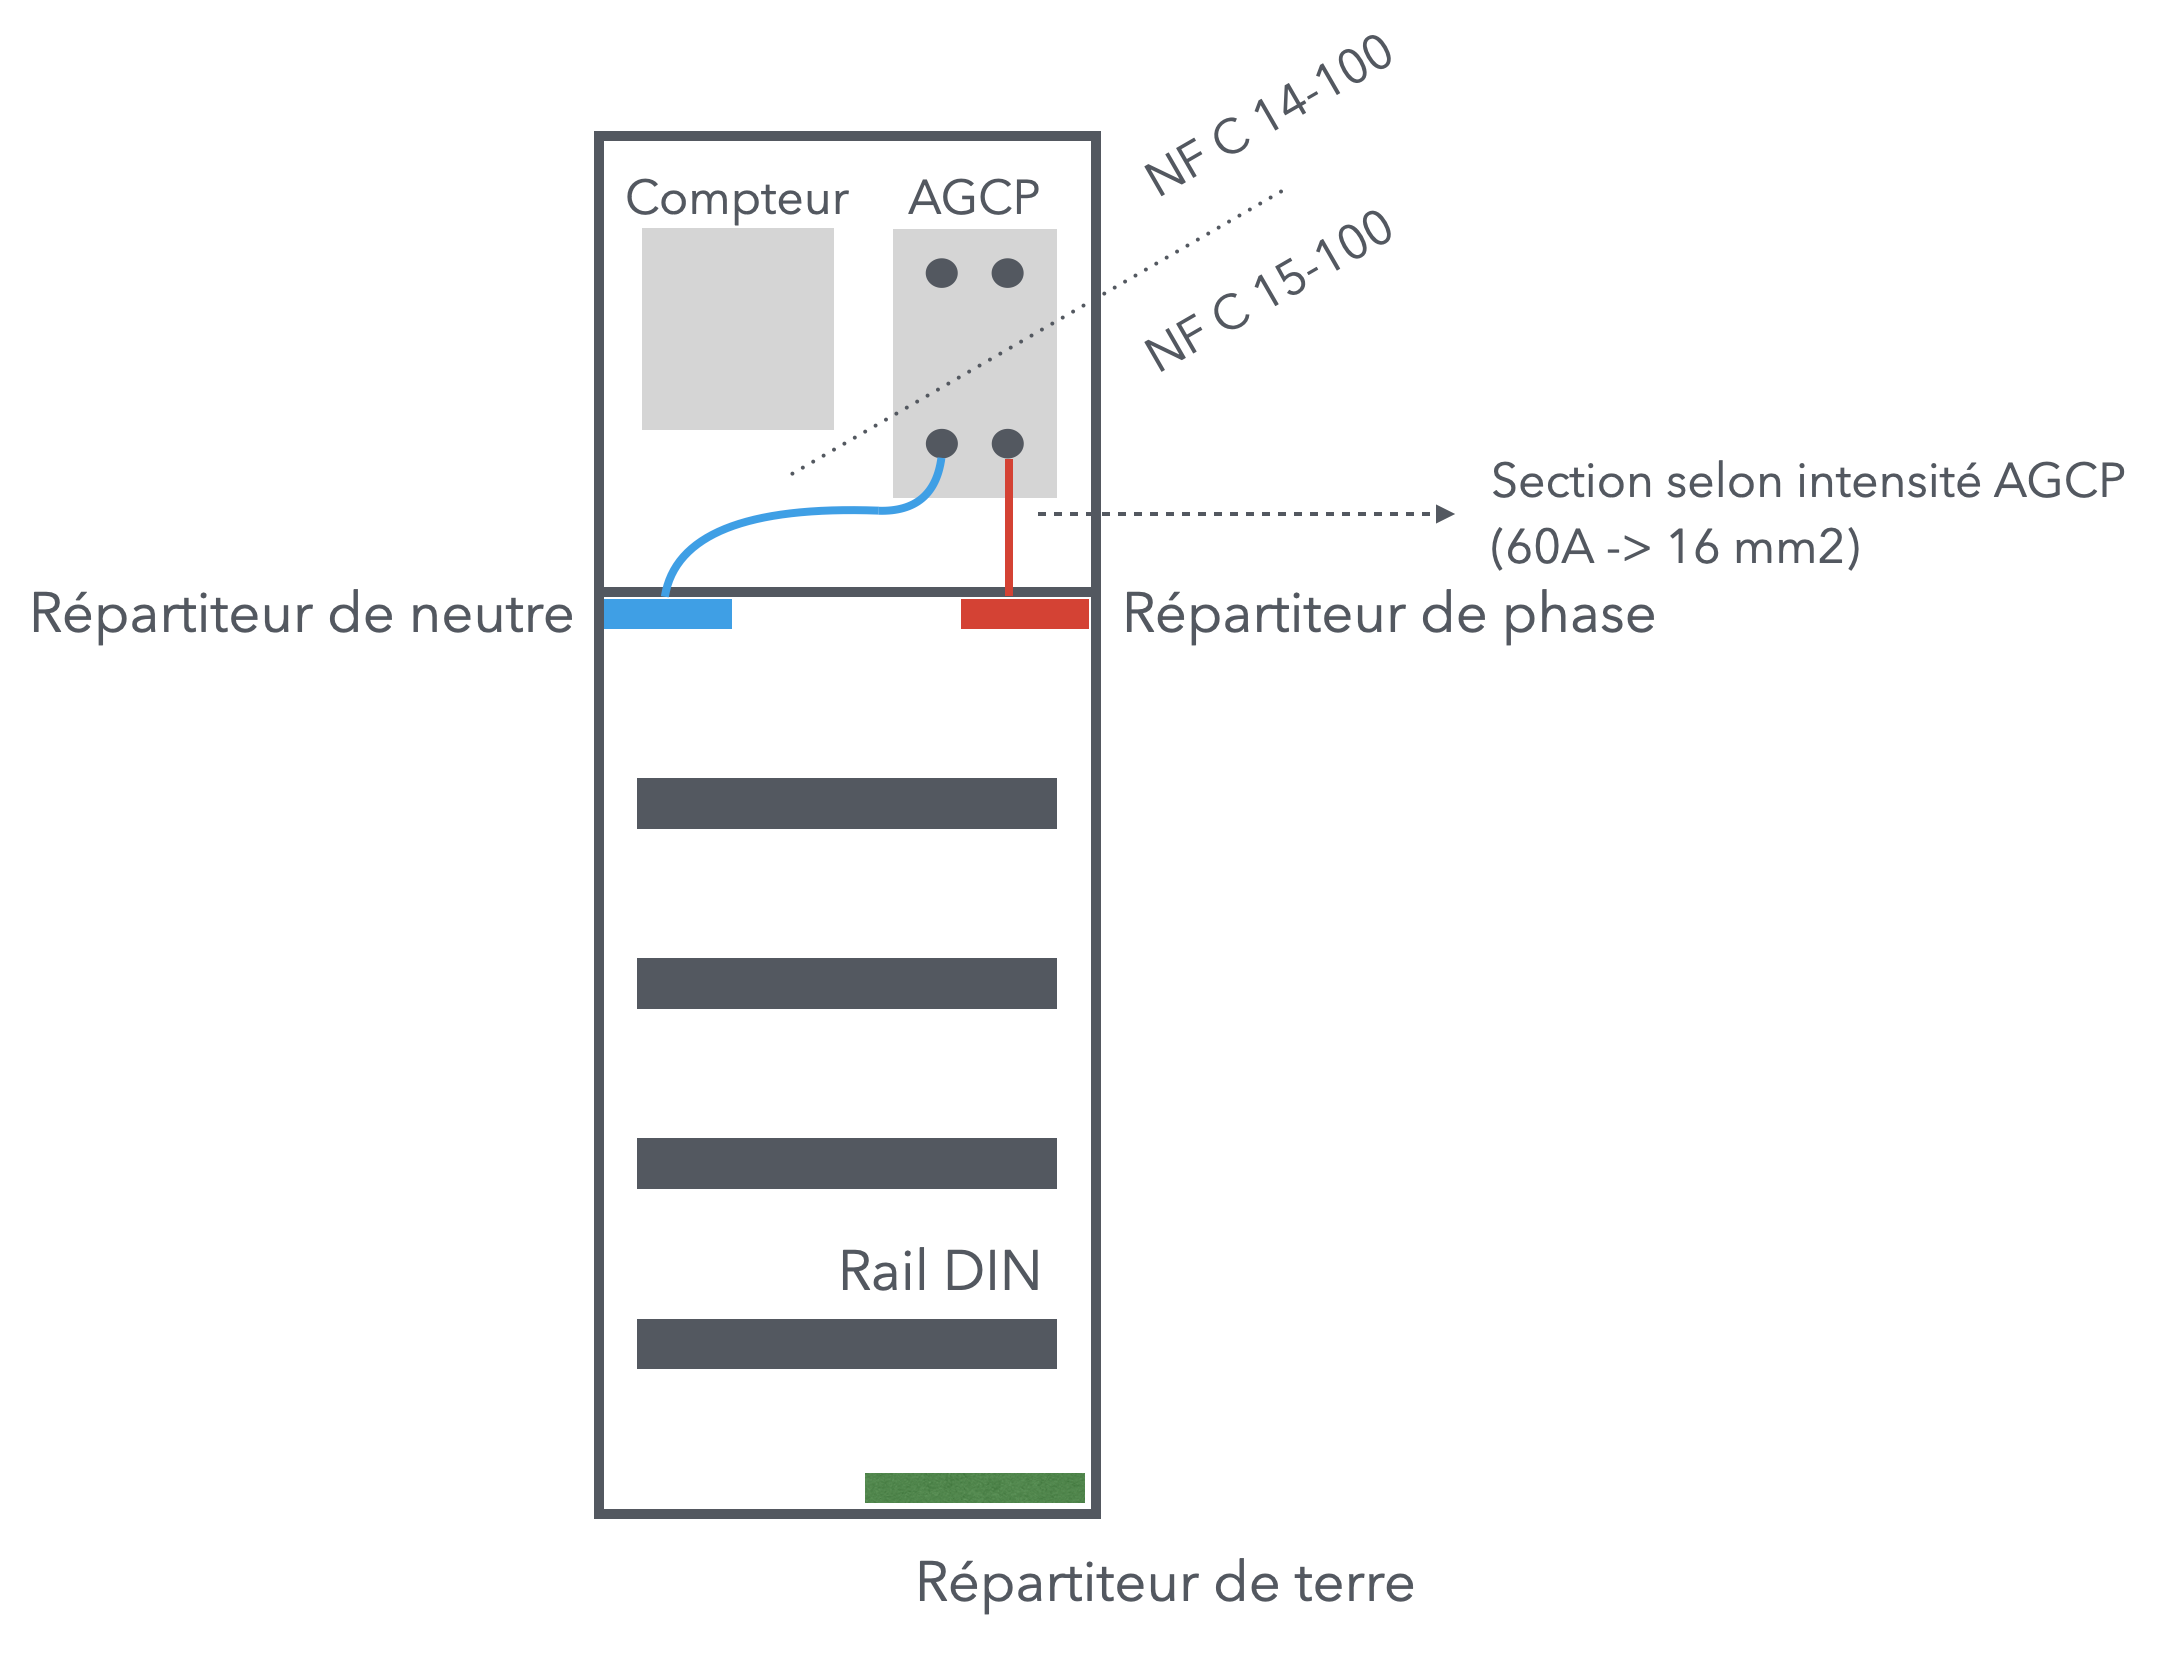 NF C 14-100
Compteur
AGCP
NF C 15-100
Section selon intensité AGCP
(60A -> 16 mm2)
Répartiteur de neutre
Répartiteur de phase
Rail DIN
Répartiteur de terre